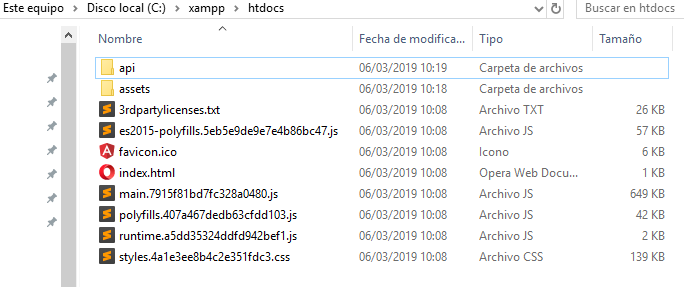 Este equipo > Disco local (C:) > xampp > htdocs
Buscar en htdocs
Nombre Fecha de modifica... Tipo Tamaño
api 06/03/2019 10:19 Carpeta de archivos
assets 06/03/2019 10:18 Carpeta de archivos
3rdpartylicenses.txt 06/03/2019 10:08 Archivo TXT 26 KB
es2015-polyfills.5eb5e9de9e7e4b86bc47.js 06/03/2019 10:08 Archivo JS 57 KB
favicon.ico 06/03/2019 10:08 Icono 6 KB
index.html 06/03/2019 10:08 Opera Web Docu... 1 KB
main.7915f81bd7fc328a0480.js 06/03/2019 10:08 Archivo JS 649 KB
polyfills.407a467dedb63cfdd103.js 06/03/2019 10:08 Archivo JS 42 KB
runtime.a5dd35324ddfd942bef1.js 06/03/2019 10:08 Archivo JS 2 KB
styles.4a1e3ee8b4c2e351fdc3.css 06/03/2019 10:08 Archivo CSS 139 KB